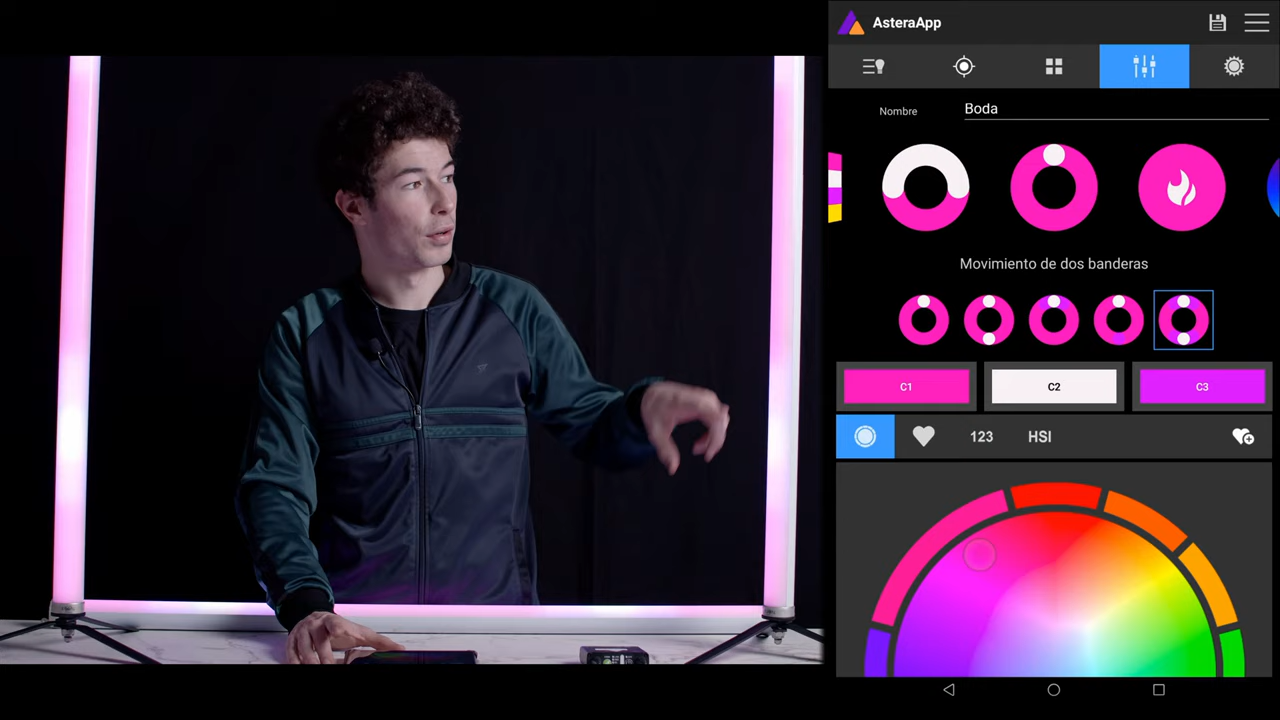 AsteraApp
Nombre
Boda
Movimiento de dos banderas
C1
C2
C3
123
HSI